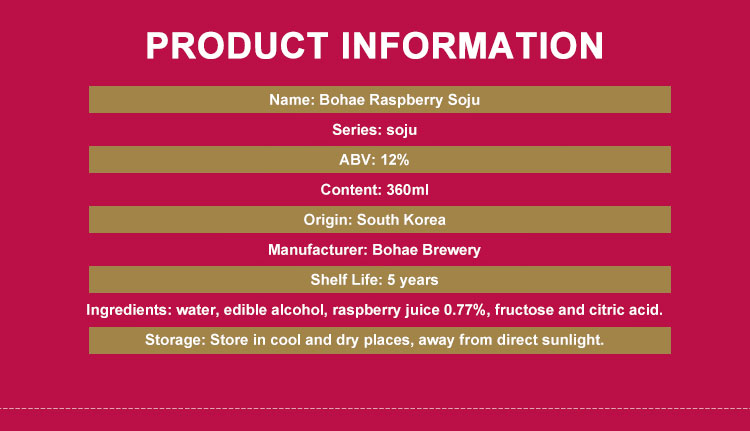 PRODUCT INFORMATION
Name: Bohae Raspberry Soju
Series: soju
ABV: 12%
Content: 360ml
Origin: South Korea
Manufacturer: Bohae Brewery
Shelf Life: 5 years
Ingredients: water, edible alcohol, raspberry juice 0.77%, fructose and citric acid.
Storage: Store in cool and dry places, away from direct sunlight.